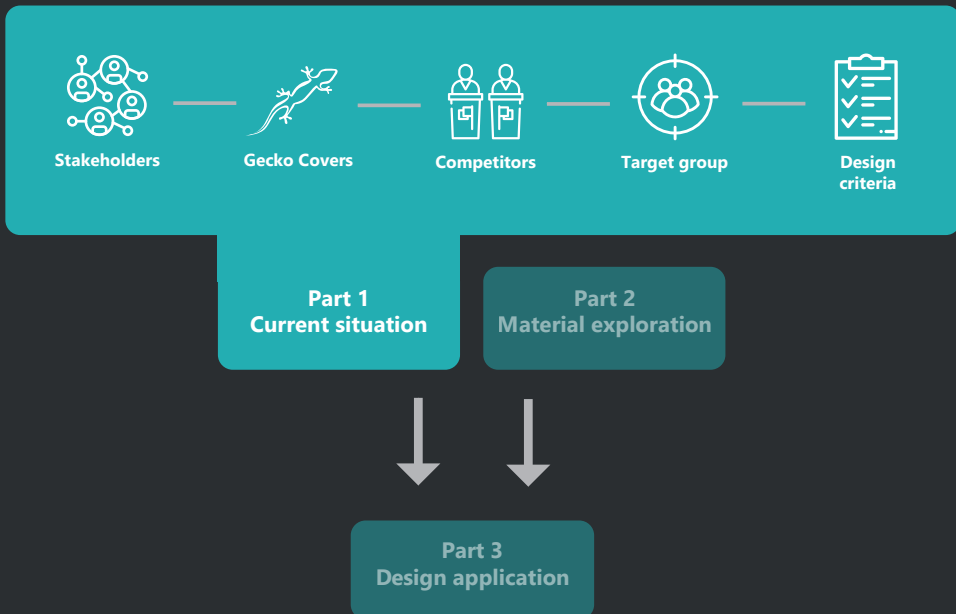 Stakeholders
Gecko Covers
Competitors
Target group
Design
criteria
Part 1
Current situation
Part 2
Material exploration
Part 3
Design application